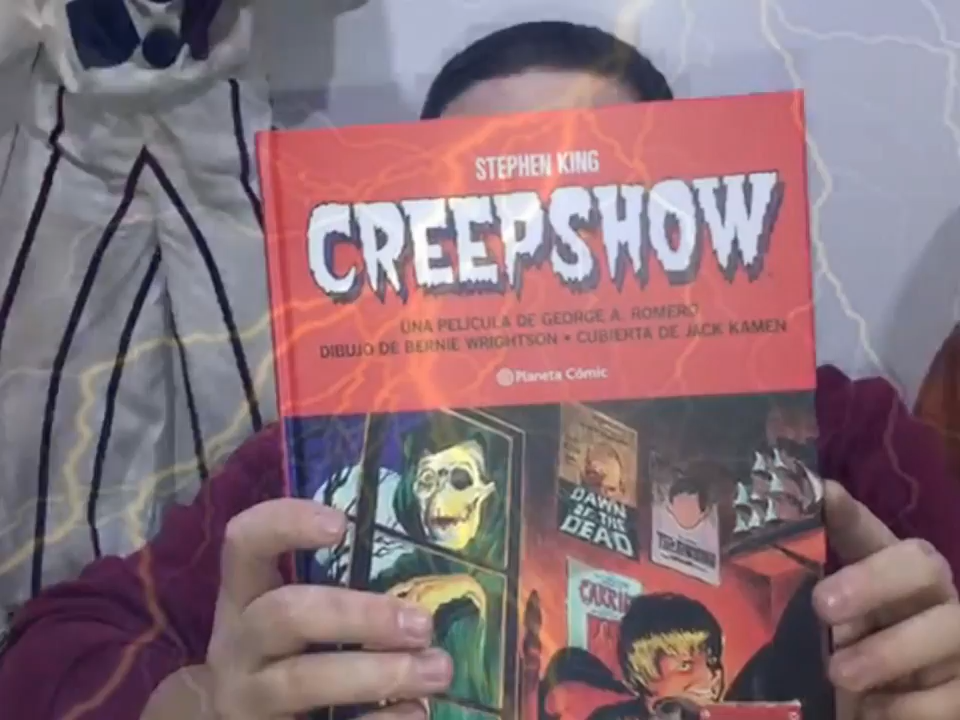 STEPHEN KING
CREEPSHOW
UNA PELÍCULA DE GEORGE A. ROMERO
DIBUJO DE BERNIE WRIGHTSON • CUBIERTA DE JACK KAMEN
Planeta Cómic
DAWN
OF THE
DEAD
CARRIE